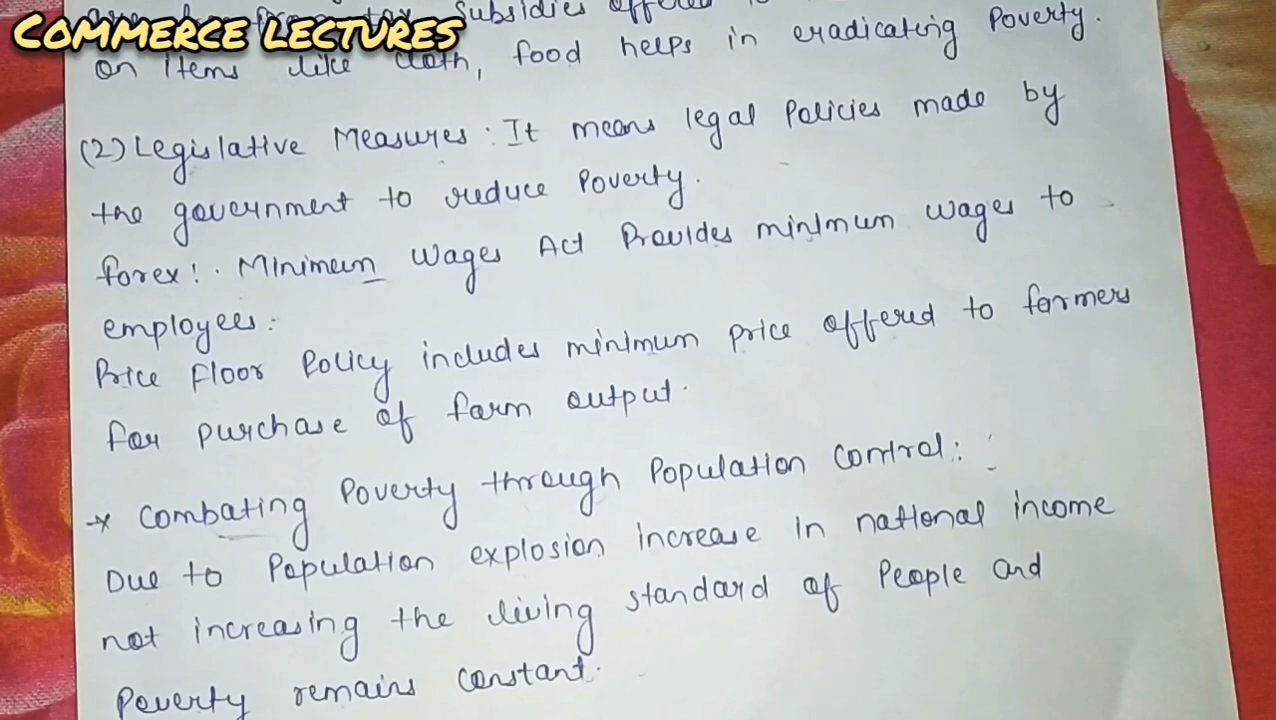 COMMERCE LECTURES
Subsidies offered
on items like cloth, food helps in eradicating Poverty.
(2) Legislative Measures : It means legal Policies made by
the government to reduce Poverty.
forex: . Minimum Wages Act Provides minimum wages to
employees.
Price Floor Policy includes minimum price offered to farmers
for purchase of farm output.
* Combating Poverty through Population Control :
Due to Population explosion increase in national income
not increasing the living standard of People and
Poverty remains constant.